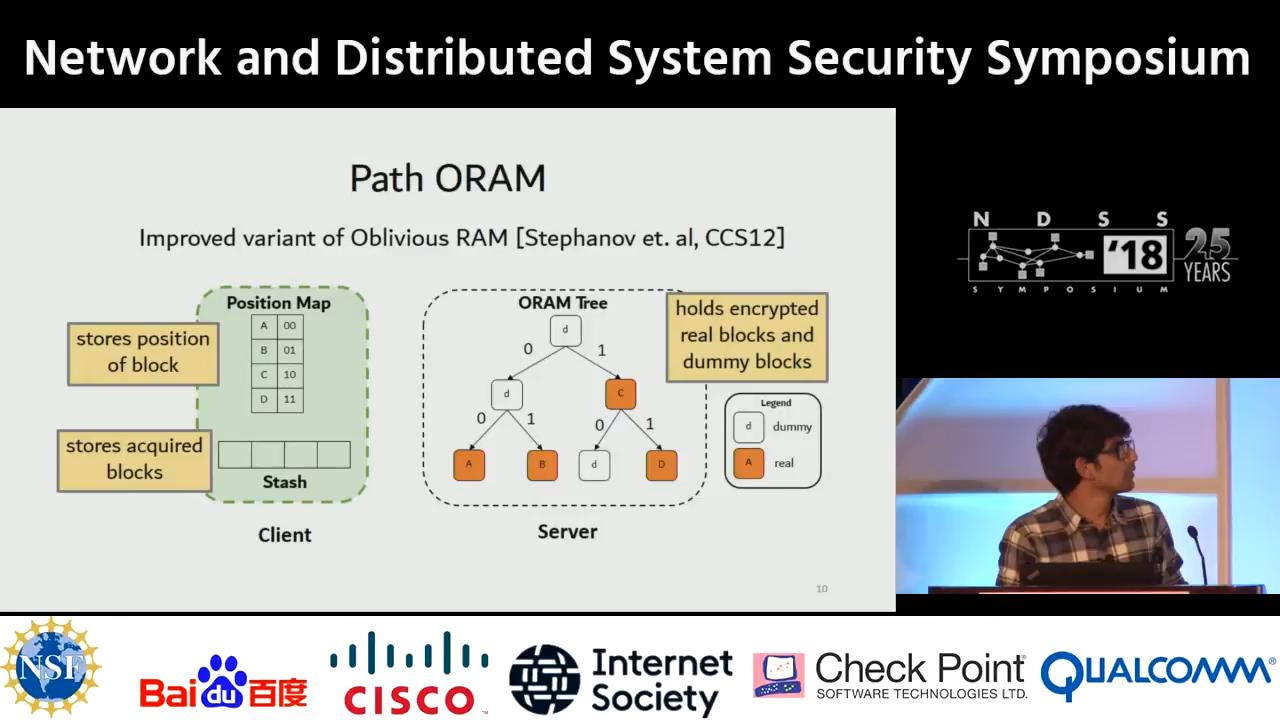 Network and Distributed System Security Symposium
Path ORAM
Improved variant of Oblivious RAM [Stephanov et. al, CCS12]
Position Map
A 00
B 01
C 10
D 11
stores position
of block
stores acquired
blocks
Stash
Client
ORAM Tree
d
0 1
d C
0 1 0 1
A B d D
Server
holds encrypted
real blocks and
dummy blocks
Legend
d dummy
A real
10
N D S S
'18
25
YEARS
S Y M P O S I U M
NSF
Bai du 百度
CISCO
Internet
Society
Check Point
SOFTWARE TECHNOLOGIES LTD.
QUALCOMM